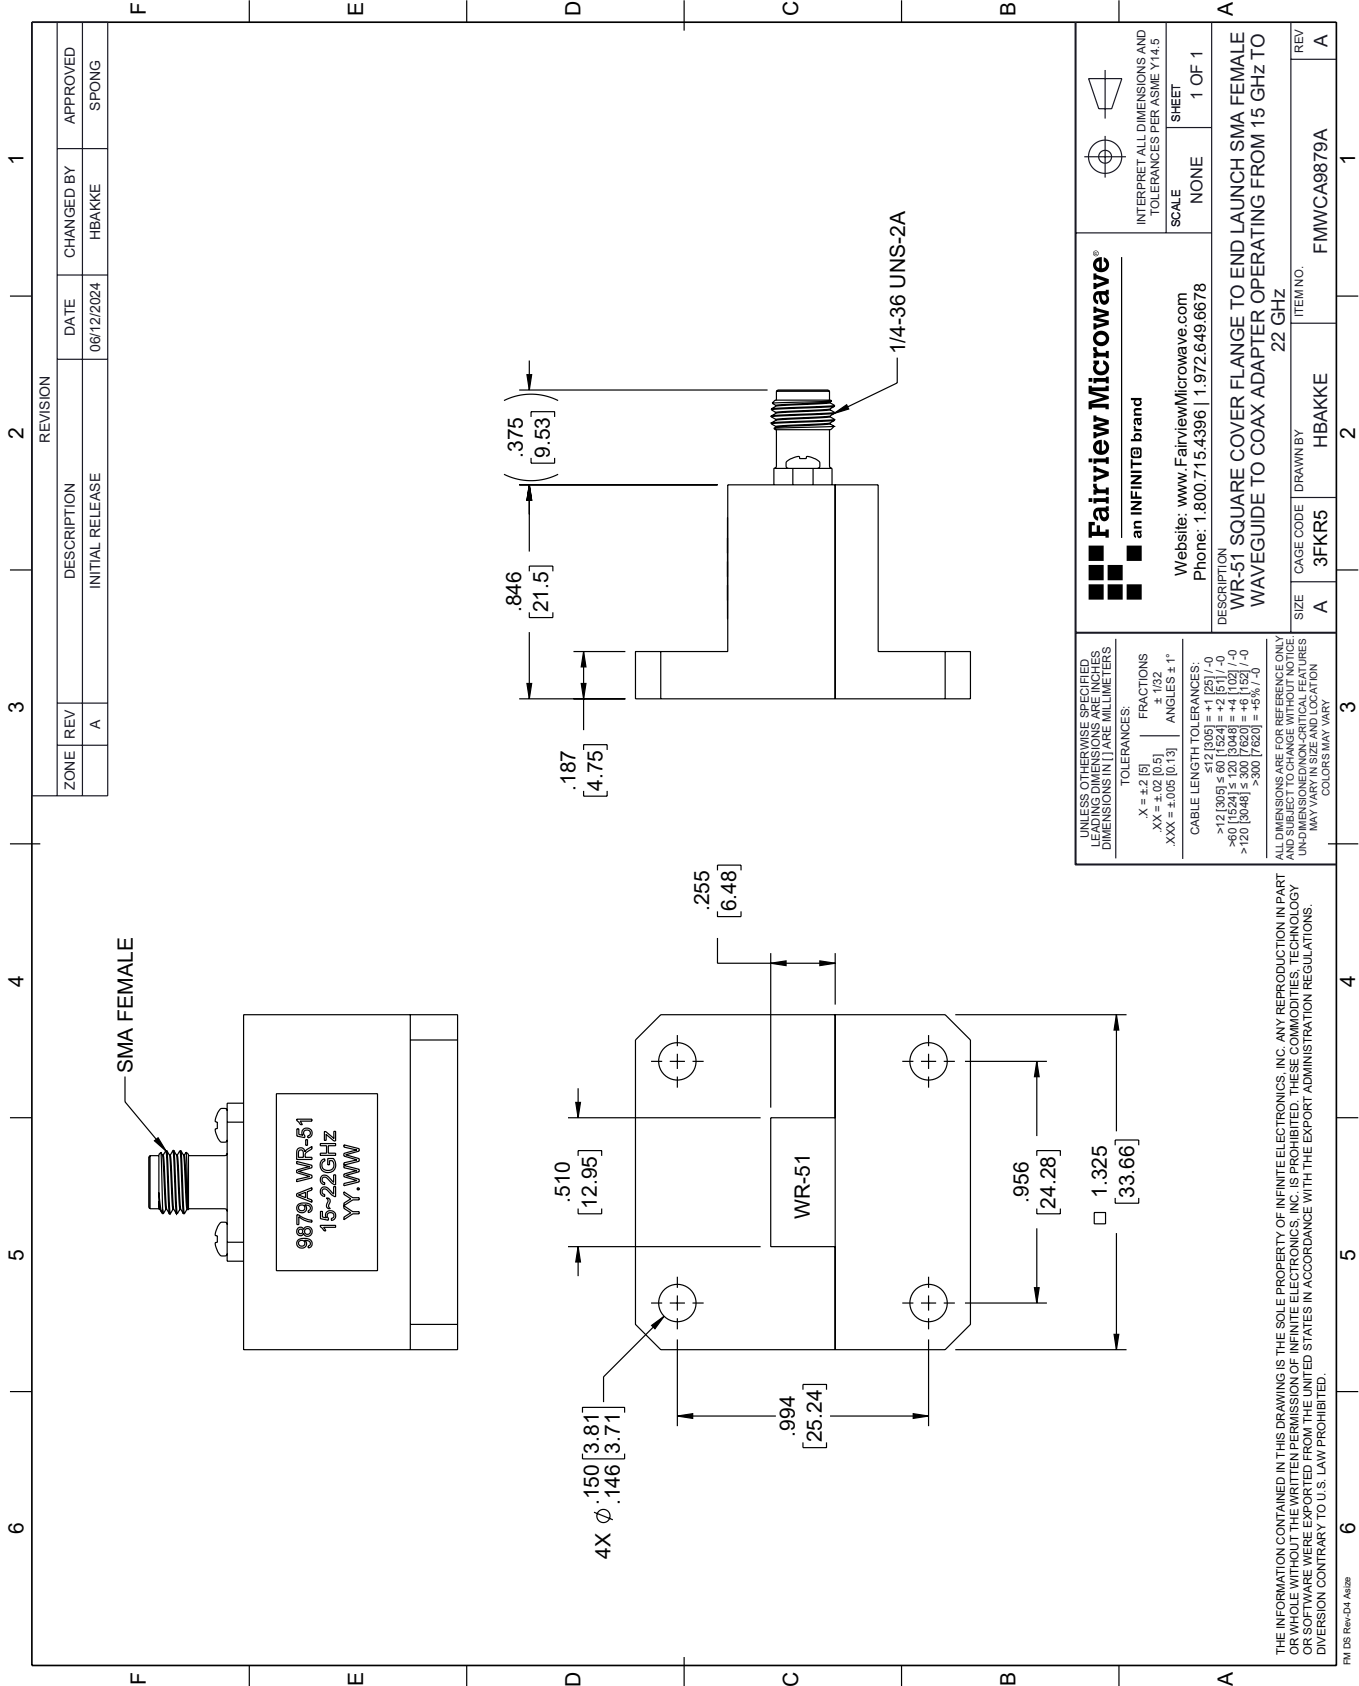 6
5
4
3
2
1
F
E
D
C
B
A
REVISION
ZONE REV DESCRIPTION DATE CHANGED BY APPROVED
A INITIAL RELEASE 06/12/2024 HBAKKE SPONG
SMA FEMALE
9879A WR-51
15~22GHz
YY.WW
4X Ø .150 [3.81]
.146 [3.71]
.510
[12.95]
.255
[6.48]
WR-51
.994
[25.24]
.956
[24.28]
□ 1.325
[33.66]
.187
[4.75]
.846
[21.5]
( .375
[9.53] )
1/4-36 UNS-2A
THE INFORMATION CONTAINED IN THIS DRAWING IS THE SOLE PROPERTY OF INFINITE ELECTRONICS, INC. ANY REPRODUCTION IN PART
OR WHOLE WITHOUT THE WRITTEN PERMISSION OF INFINITE ELECTRONICS, INC. IS PROHIBITED. THESE COMMODITIES, TECHNOLOGY
OR SOFTWARE WERE EXPORTED FROM THE UNITED STATES IN ACCORDANCE WITH THE EXPORT ADMINISTRATION REGULATIONS.
DIVERSION CONTRARY TO U.S. LAW PROHIBITED.
UNLESS OTHERWISE SPECIFIED
LEADING DIMENSIONS ARE INCHES
DIMENSIONS IN [ ] ARE MILLIMETERS
TOLERANCES:
.X = ±.2 [5]
.XX = ±.02 [0.5]
.XXX = ±.005 [0.13]
FRACTIONS
± 1/32
ANGLES ± 1°
CABLE LENGTH TOLERANCES:
≤12 [305] = +1 [25] / -0
>12 [305] ≤ 60 [1524] = +2 [51] / -0
>60 [1524] ≤ 120 [3048] = +4 [102] / -0
>120 [3048] ≤ 300 [7620] = +6 [152] / -0
>300 [7620] = +5% / -0
ALL DIMENSIONS ARE FOR REFERENCE ONLY
AND SUBJECT TO CHANGE WITHOUT NOTICE.
UN-DIMENSIONED/NON-CRITICAL FEATURES
MAY VARY IN SIZE AND LOCATION
COLORS MAY VARY
Fairview Microwave®
an INFINIT@ brand
Website: www.FairviewMicrowave.com
Phone: 1.800.715.4396 | 1.972.649.6678
INTERPRET ALL DIMENSIONS AND
TOLERANCES PER ASME Y14.5
SCALE
NONE
SHEET
1 OF 1
DESCRIPTION
WR-51 SQUARE COVER FLANGE TO END LAUNCH SMA FEMALE
WAVEGUIDE TO COAX ADAPTER OPERATING FROM 15 GHz TO
22 GHz
SIZE
A
CAGE CODE
3FKR5
DRAWN BY
HBAKKE
ITEM NO.
FMWCA9879A
REV
A
F
E
D
C
B
A
6
5
4
3
2
1
FM DS Rev-D4 Asize